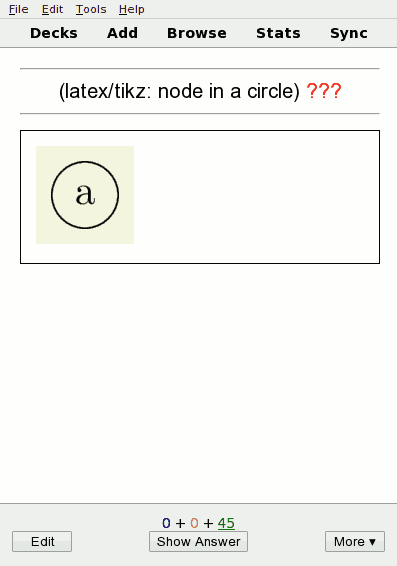 File Edit Tools Help
Decks Add Browse Stats Sync
(latex/tikz: node in a circle) ???
a
0 + 0 + 45
Edit Show Answer More ▾